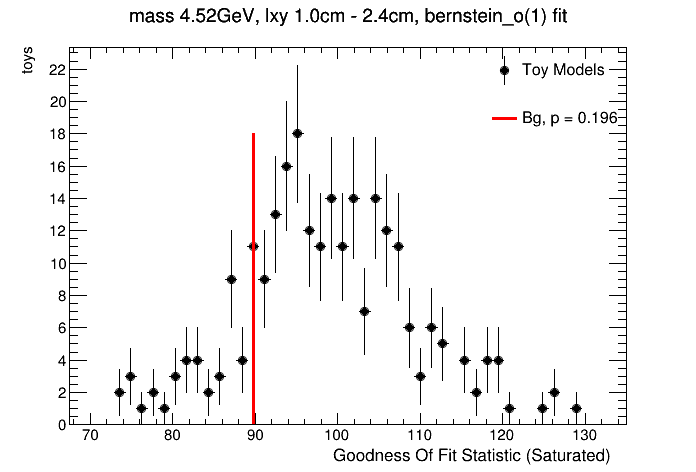 mass 4.52GeV, lxy 1.0cm - 2.4cm, bernstein_o(1) fit
toys
22
20
18
16
14
12
10
8
6
4
2
0
Toy Models
Bg, p = 0.196
70 80 90 100 110 120 130
Goodness Of Fit Statistic (Saturated)